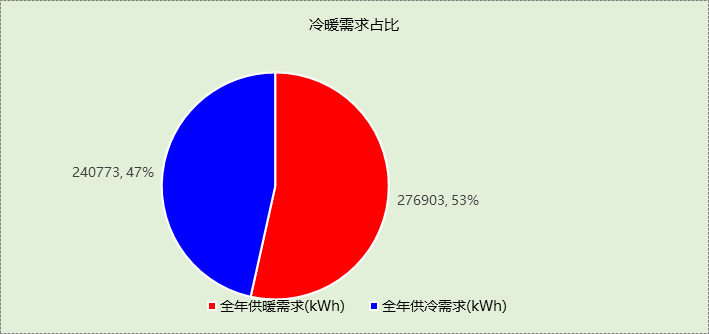 冷暖需求占比
240773, 47%
276903, 53%
全年供暖需求(kWh)
全年供冷需求(kWh)